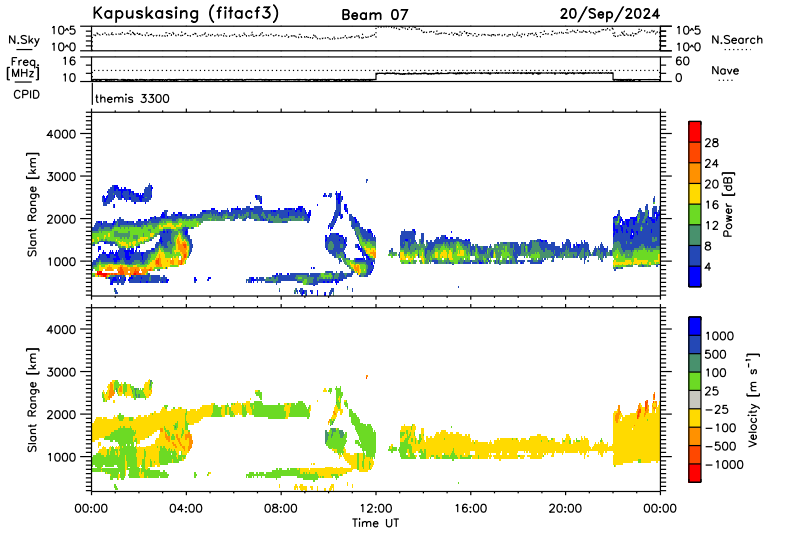 Kapuskasing (fitacf3) Beam 07 20/Sep/2024
N.Sky 10^5 10^0 10^5 10^0 N.Search
Freq. [MHz] 16 10 60 0 Nave
CPID themis 3300
Slant Range [km] 4000 3000 2000 1000
Power [dB] 28 24 20 16 12 8 4
Slant Range [km] 4000 3000 2000 1000
Velocity [m s⁻¹] 1000 500 100 25 −25 −100 −500 −1000
00:00 04:00 08:00 12:00 16:00 20:00 00:00
Time UT